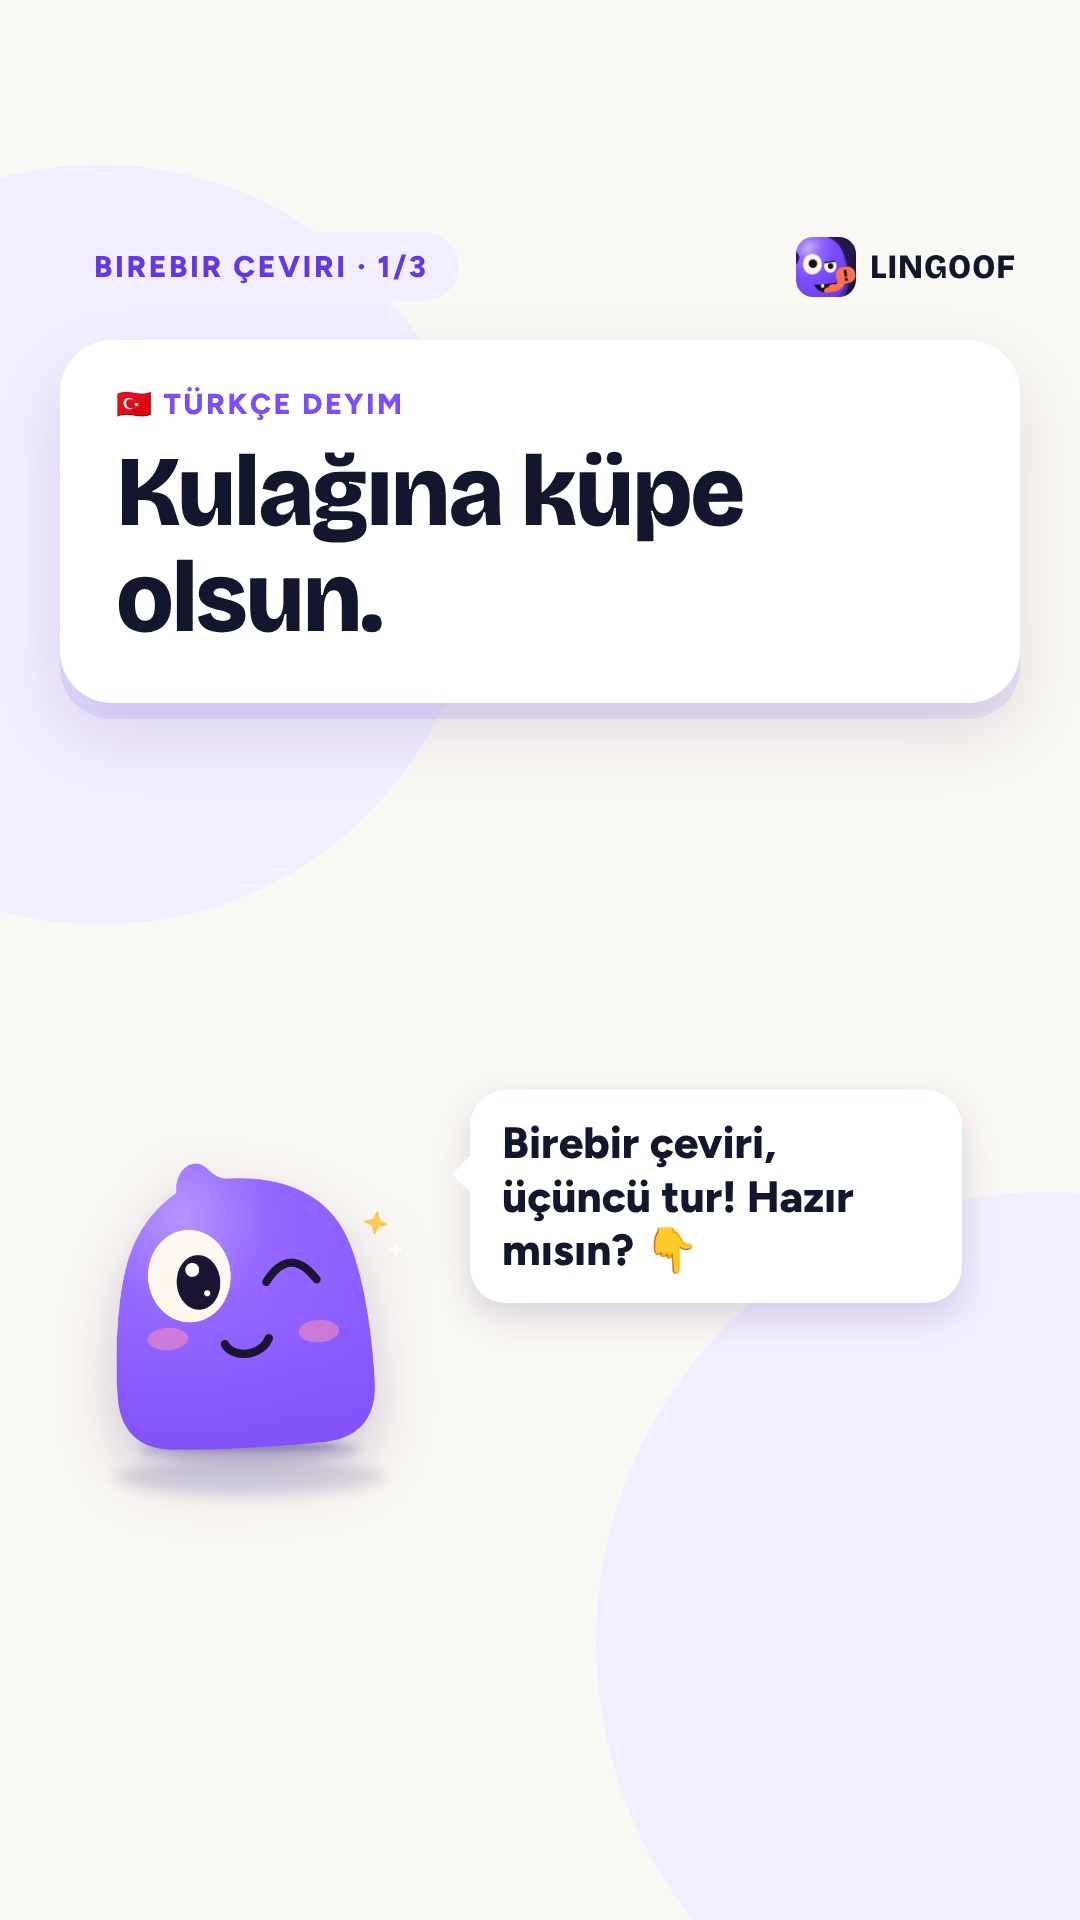 BIREBIR ÇEVIRI · 1/3
LINGOOF
TÜRKÇE DEYIM
Kulağına küpe
olsun.
Birebir çeviri,
üçüncü tur! Hazır
mısın? 👇